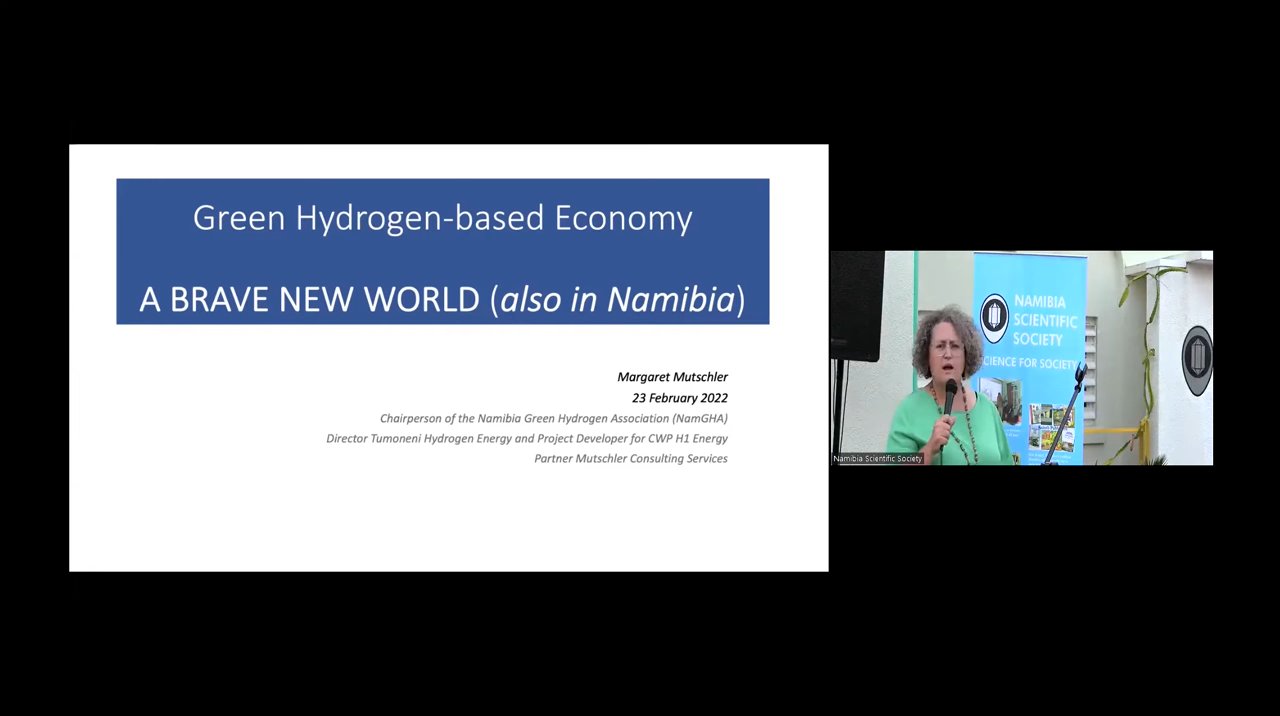 Green Hydrogen-based Economy
A BRAVE NEW WORLD (also in Namibia)
Margaret Mutschler
23 February 2022
Chairperson of the Namibia Green Hydrogen Association (NamGHA)
Director Tumoneni Hydrogen Energy and Project Developer for CWP H1 Energy
Partner Mutschler Consulting Services
NAMIBIA
SCIENTIFIC
SOCIETY
SCIENCE FOR SOCIETY
Namibia Scientific Society